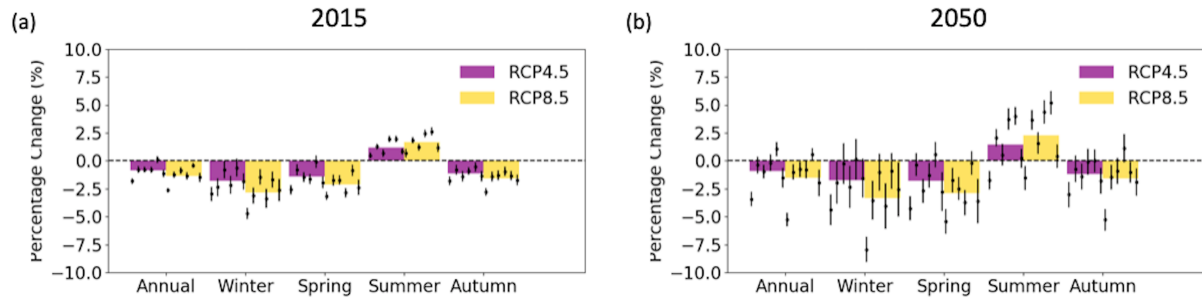 (a)
2015
Percentage Change (%)
10.0
7.5
5.0
2.5
0.0
−2.5
−5.0
−7.5
−10.0
RCP4.5
RCP8.5
Annual Winter Spring Summer Autumn
(b)
2050
Percentage Change (%)
10.0
7.5
5.0
2.5
0.0
−2.5
−5.0
−7.5
−10.0
RCP4.5
RCP8.5
Annual Winter Spring Summer Autumn